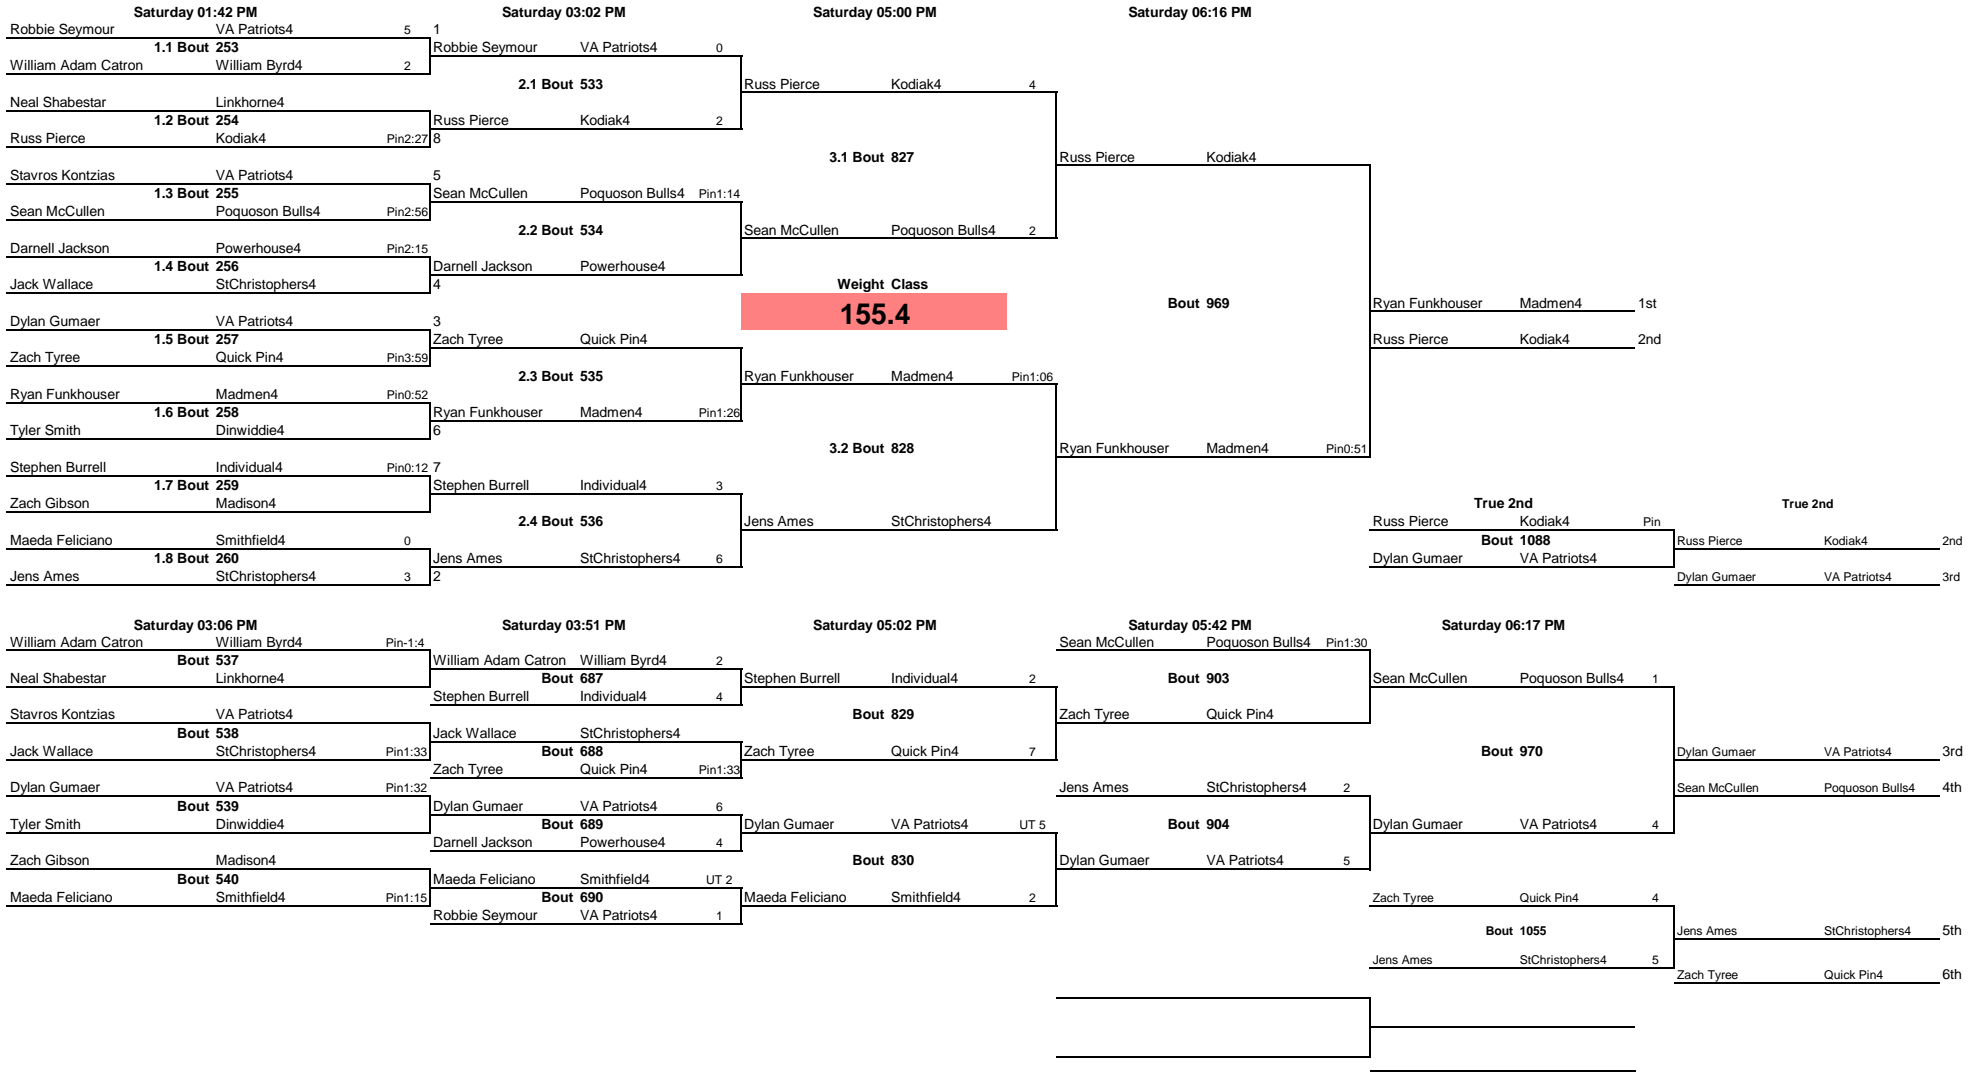 Saturday 01:42 PM Saturday 03:02 PM Saturday 05:00 PM Saturday 06:16 PM
Robbie Seymour VA Patriots4 5 1
1.1 Bout 253 Robbie Seymour VA Patriots4 0
William Adam Catron William Byrd4 2
2.1 Bout 533 Russ Pierce Kodiak4 4
Neal Shabestar Linkhorne4
1.2 Bout 254 Russ Pierce Kodiak4 2
Russ Pierce Kodiak4 Pin2:27 8
3.1 Bout 827 Russ Pierce Kodiak4
Stavros Kontzias VA Patriots4 5
1.3 Bout 255 Sean McCullen Poquoson Bulls4 Pin1:14
Sean McCullen Poquoson Bulls4 Pin2:56
2.2 Bout 534 Sean McCullen Poquoson Bulls4 2
Darnell Jackson Powerhouse4 Pin2:15
1.4 Bout 256 Darnell Jackson Powerhouse4
Jack Wallace StChristophers4 4 Weight Class
Bout 969 Ryan Funkhouser Madmen4 1st
155.4
Dylan Gumaer VA Patriots4 3
1.5 Bout 257 Zach Tyree Quick Pin4 Russ Pierce Kodiak4 2nd
Zach Tyree Quick Pin4 Pin3:59
2.3 Bout 535 Ryan Funkhouser Madmen4 Pin1:06
Ryan Funkhouser Madmen4 Pin0:52
1.6 Bout 258 Ryan Funkhouser Madmen4 Pin1:26
Tyler Smith Dinwiddie4 6
3.2 Bout 828 Ryan Funkhouser Madmen4 Pin0:51
Stephen Burrell Individual4 Pin0:12 7
1.7 Bout 259 Stephen Burrell Individual4 3
Zach Gibson Madison4 True 2nd True 2nd
2.4 Bout 536 Jens Ames StChristophers4 Russ Pierce Kodiak4 Pin
Maeda Feliciano Smithfield4 0 Bout 1088 Russ Pierce Kodiak4 2nd
1.8 Bout 260 Jens Ames StChristophers4 6 Dylan Gumaer VA Patriots4
Jens Ames StChristophers4 3 2 Dylan Gumaer VA Patriots4 3rd
Saturday 03:06 PM Saturday 03:51 PM Saturday 05:02 PM Saturday 05:42 PM Saturday 06:17 PM
William Adam Catron William Byrd4 Pin-1:4 Sean McCullen Poquoson Bulls4 Pin1:30
Bout 537 William Adam Catron William Byrd4 2
Neal Shabestar Linkhorne4 Bout 687 Stephen Burrell Individual4 2 Bout 903 Sean McCullen Poquoson Bulls4 1
Stephen Burrell Individual4 4
Stavros Kontzias VA Patriots4 Bout 829 Zach Tyree Quick Pin4
Bout 538 Jack Wallace StChristophers4
Jack Wallace StChristophers4 Pin1:33 Bout 688 Zach Tyree Quick Pin4 7 Bout 970 Dylan Gumaer VA Patriots4 3rd
Zach Tyree Quick Pin4 Pin1:33
Dylan Gumaer VA Patriots4 Pin1:32 Jens Ames StChristophers4 2 Sean McCullen Poquoson Bulls4 4th
Bout 539 Dylan Gumaer VA Patriots4 6
Tyler Smith Dinwiddie4 Bout 689 Dylan Gumaer VA Patriots4 UT 5 Bout 904 Dylan Gumaer VA Patriots4 4
Darnell Jackson Powerhouse4 4
Zach Gibson Madison4 Bout 830 Dylan Gumaer VA Patriots4 5
Bout 540 Maeda Feliciano Smithfield4 UT 2
Maeda Feliciano Smithfield4 Pin1:15 Bout 690 Maeda Feliciano Smithfield4 2 Zach Tyree Quick Pin4 4
Robbie Seymour VA Patriots4 1
Bout 1055 Jens Ames StChristophers4 5th
Jens Ames StChristophers4 5
Zach Tyree Quick Pin4 6th